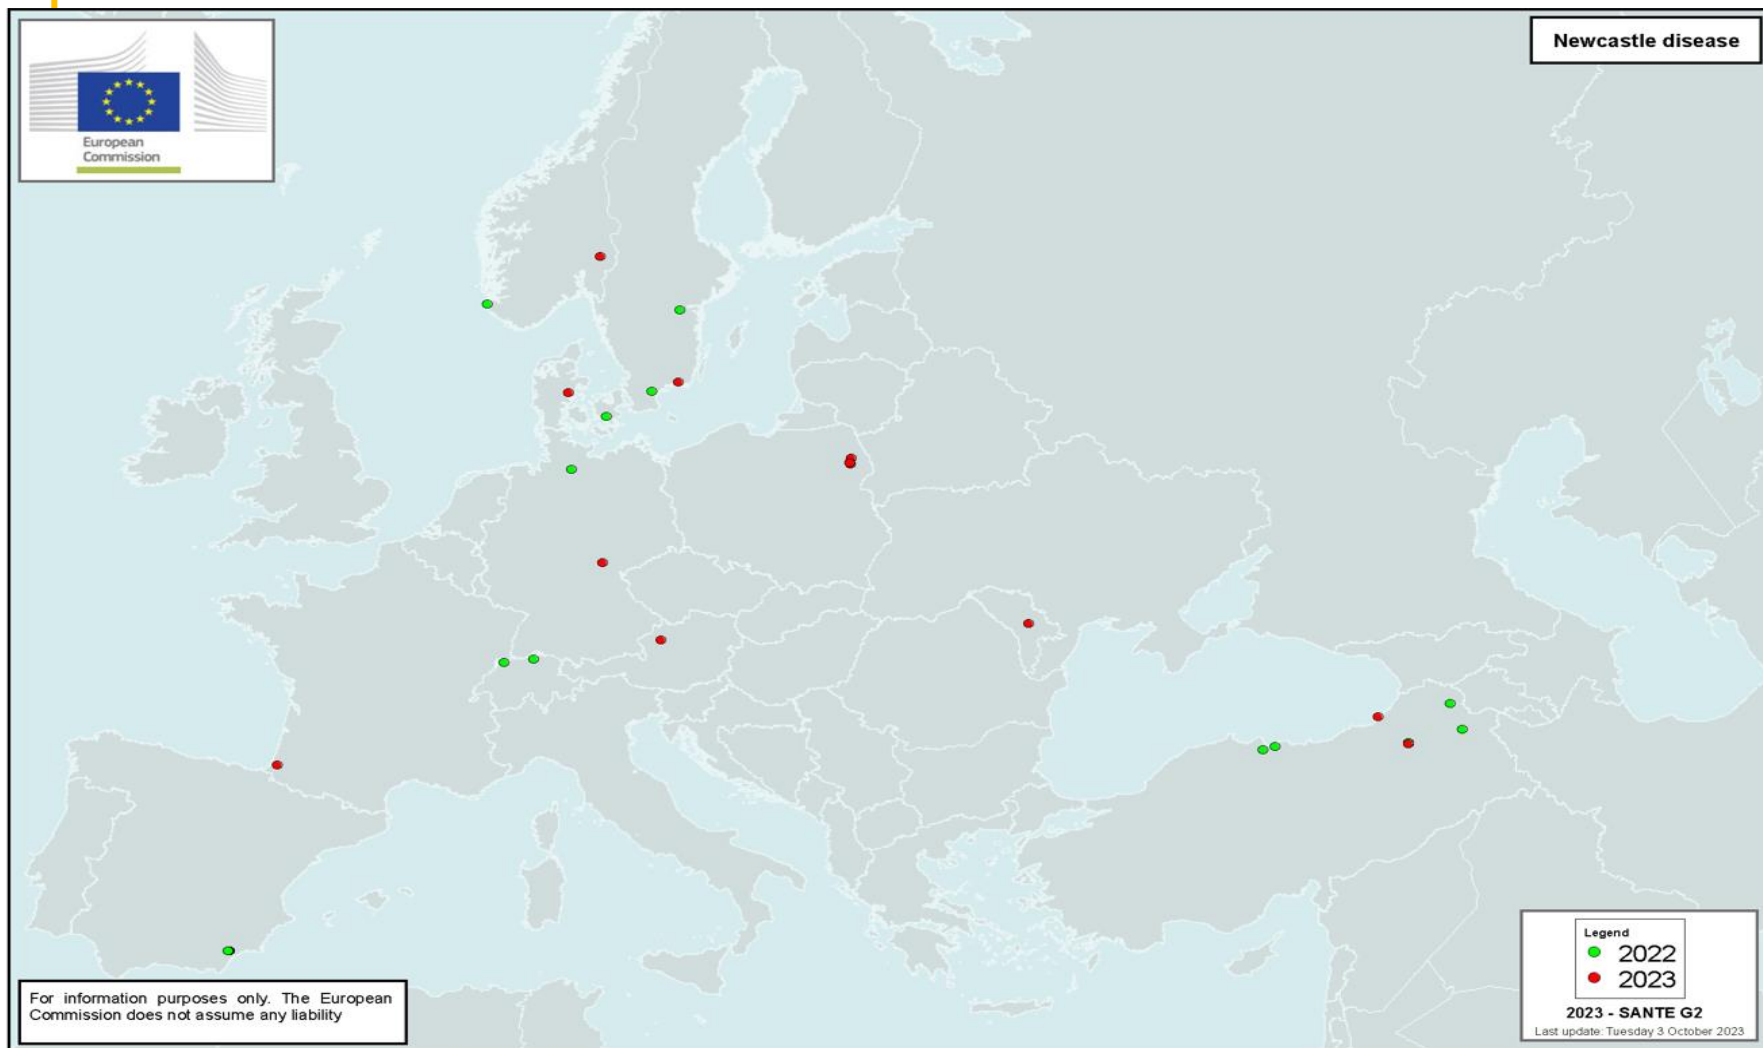 European
Commission
Newcastle disease
For information purposes only. The European
Commission does not assume any liability
Legend
2022
2023
2023 - SANTE G2
Last update: Tuesday 3 October 2023